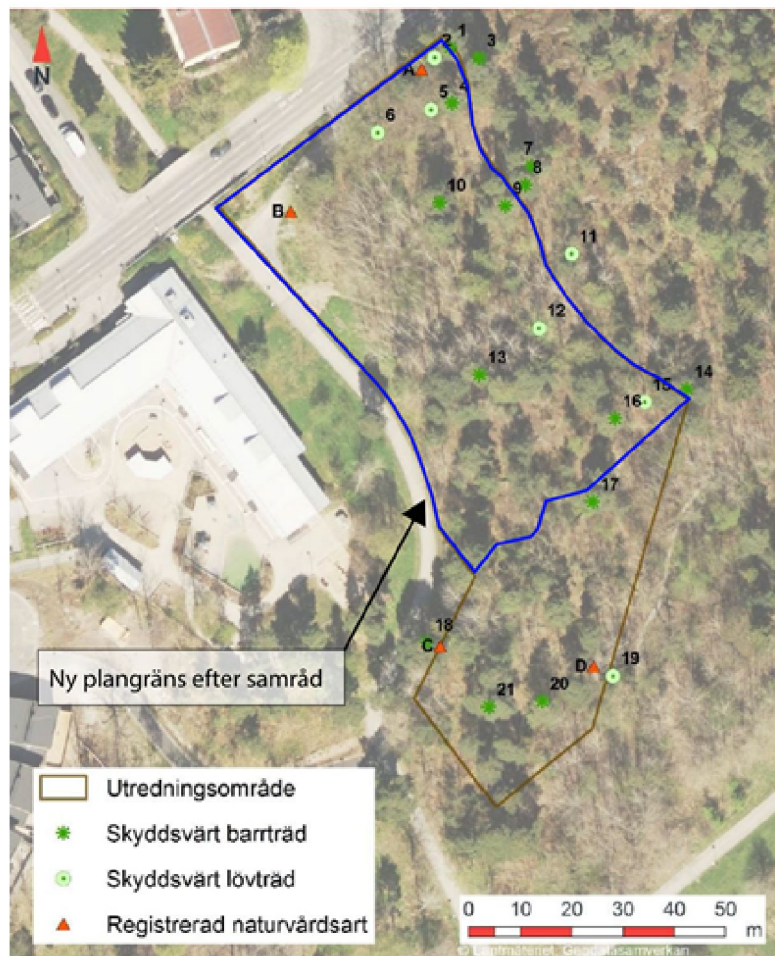 N
1
2
3
A
4
5
6
7
8
9
10
B
11
12
13
14
15
16
17
18
C
D
19
20
21
Ny plangräns efter samråd
Utredningsområde
Skyddsvärt barrträd
Skyddsvärt lövträd
Registrerad naturvårdsart
0 10 20 30 40 50
m
© Lantmäteriet, Geodatasamverkan